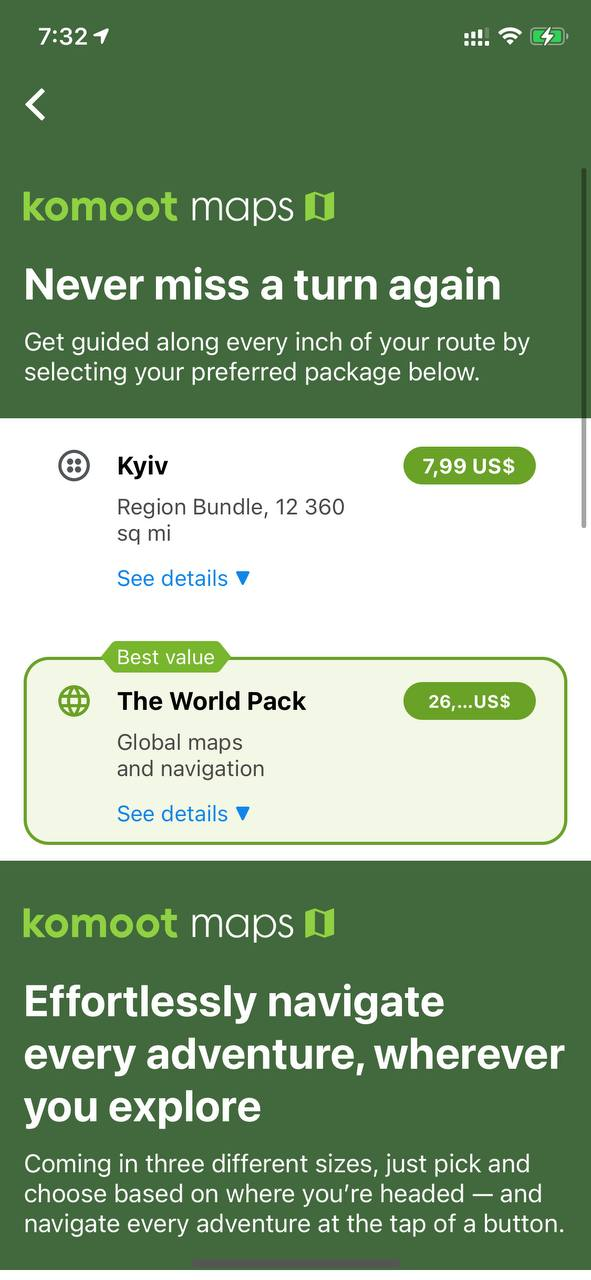 7:32
komoot maps
Never miss a turn again
Get guided along every inch of your route by
selecting your preferred package below.
Kyiv
7,99 US$
Region Bundle, 12 360
sq mi
See details
Best value
The World Pack
26,...US$
Global maps
and navigation
See details
komoot maps
Effortlessly navigate
every adventure, wherever
you explore
Coming in three different sizes, just pick and
choose based on where you’re headed — and
navigate every adventure at the tap of a button.